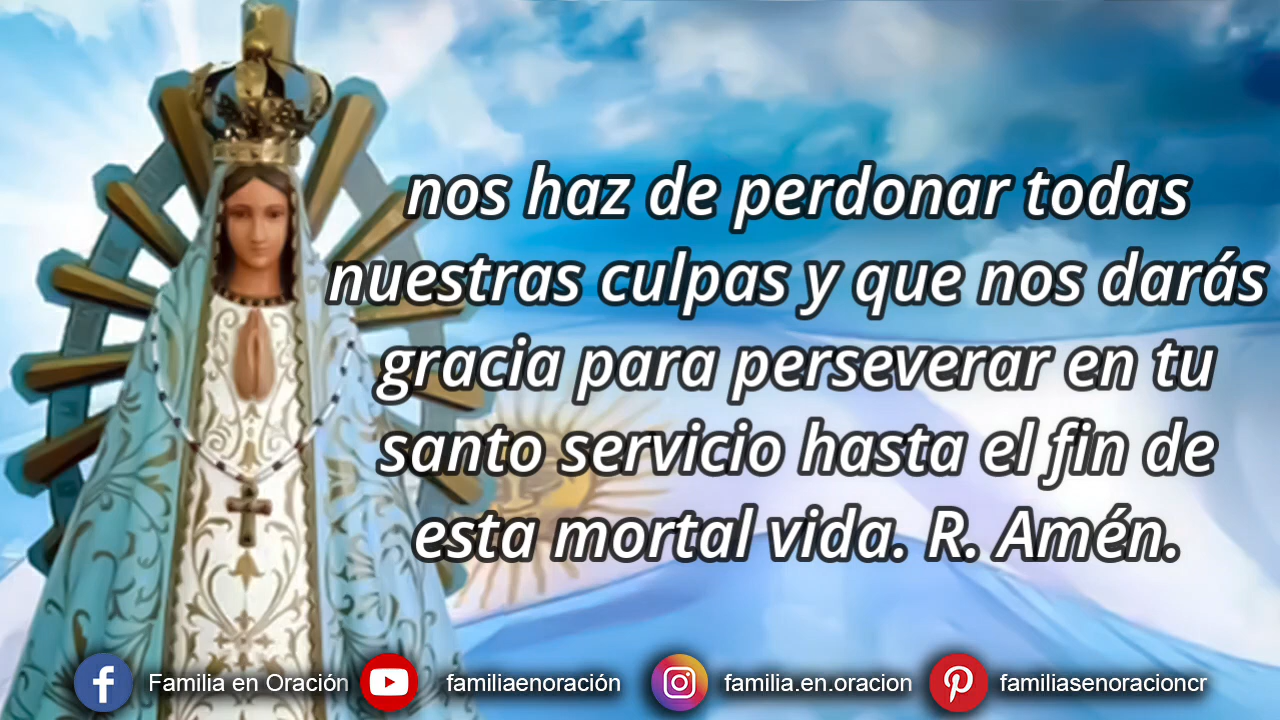 nos haz de perdonar todas
nuestras culpas y que nos darás
gracia para perseverar en tu
santo servicio hasta el fin de
esta mortal vida. R. Amén.
Familia en Oración familiaenoración familia.en.oracion familiasenoracioncr